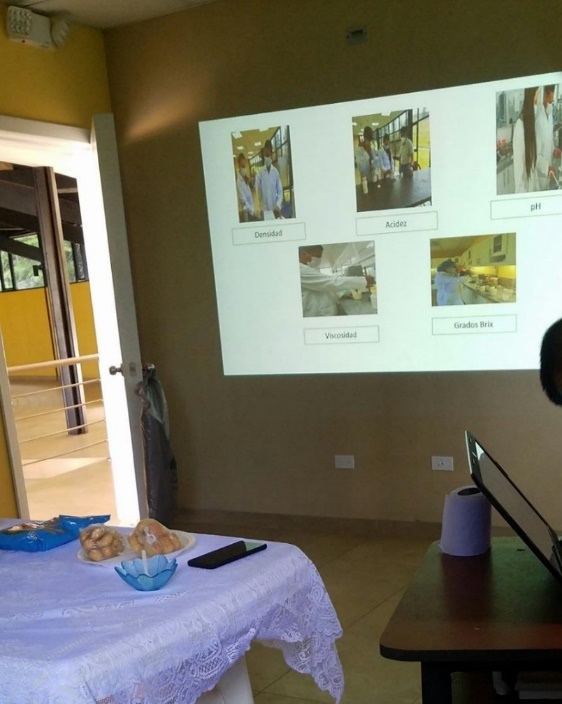 Densidad
Acidez
pH
Viscosidad
Grados Brix